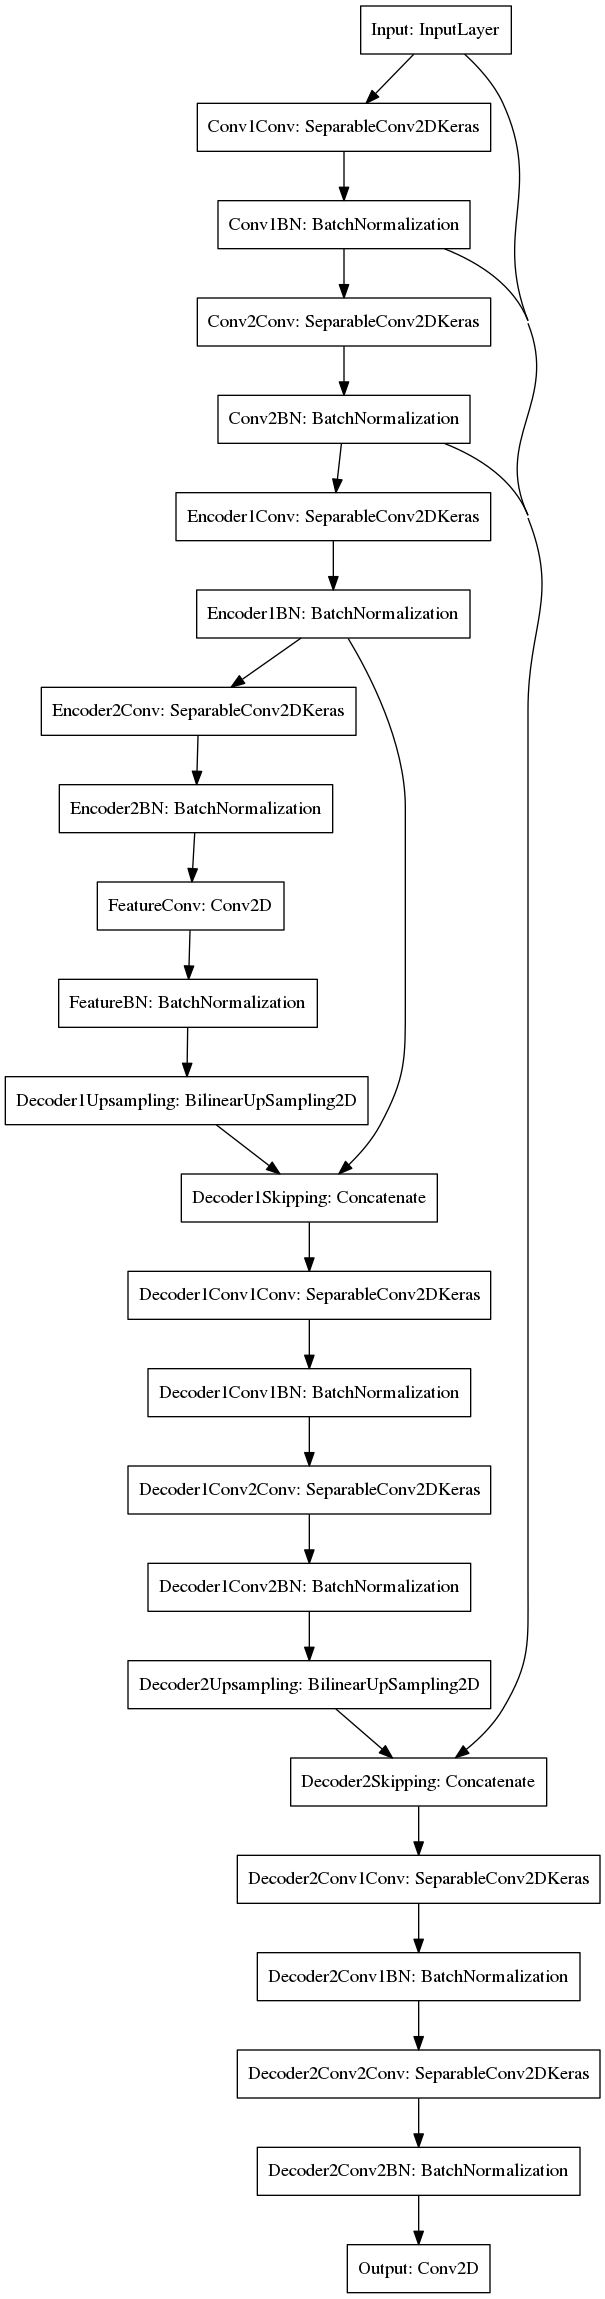 Input: InputLayer
Conv1Conv: SeparableConv2DKeras
Conv1BN: BatchNormalization
Conv2Conv: SeparableConv2DKeras
Conv2BN: BatchNormalization
Encoder1Conv: SeparableConv2DKeras
Encoder1BN: BatchNormalization
Encoder2Conv: SeparableConv2DKeras
Encoder2BN: BatchNormalization
FeatureConv: Conv2D
FeatureBN: BatchNormalization
Decoder1Upsampling: BilinearUpSampling2D
Decoder1Skipping: Concatenate
Decoder1Conv1Conv: SeparableConv2DKeras
Decoder1Conv1BN: BatchNormalization
Decoder1Conv2Conv: SeparableConv2DKeras
Decoder1Conv2BN: BatchNormalization
Decoder2Upsampling: BilinearUpSampling2D
Decoder2Skipping: Concatenate
Decoder2Conv1Conv: SeparableConv2DKeras
Decoder2Conv1BN: BatchNormalization
Decoder2Conv2Conv: SeparableConv2DKeras
Decoder2Conv2BN: BatchNormalization
Output: Conv2D